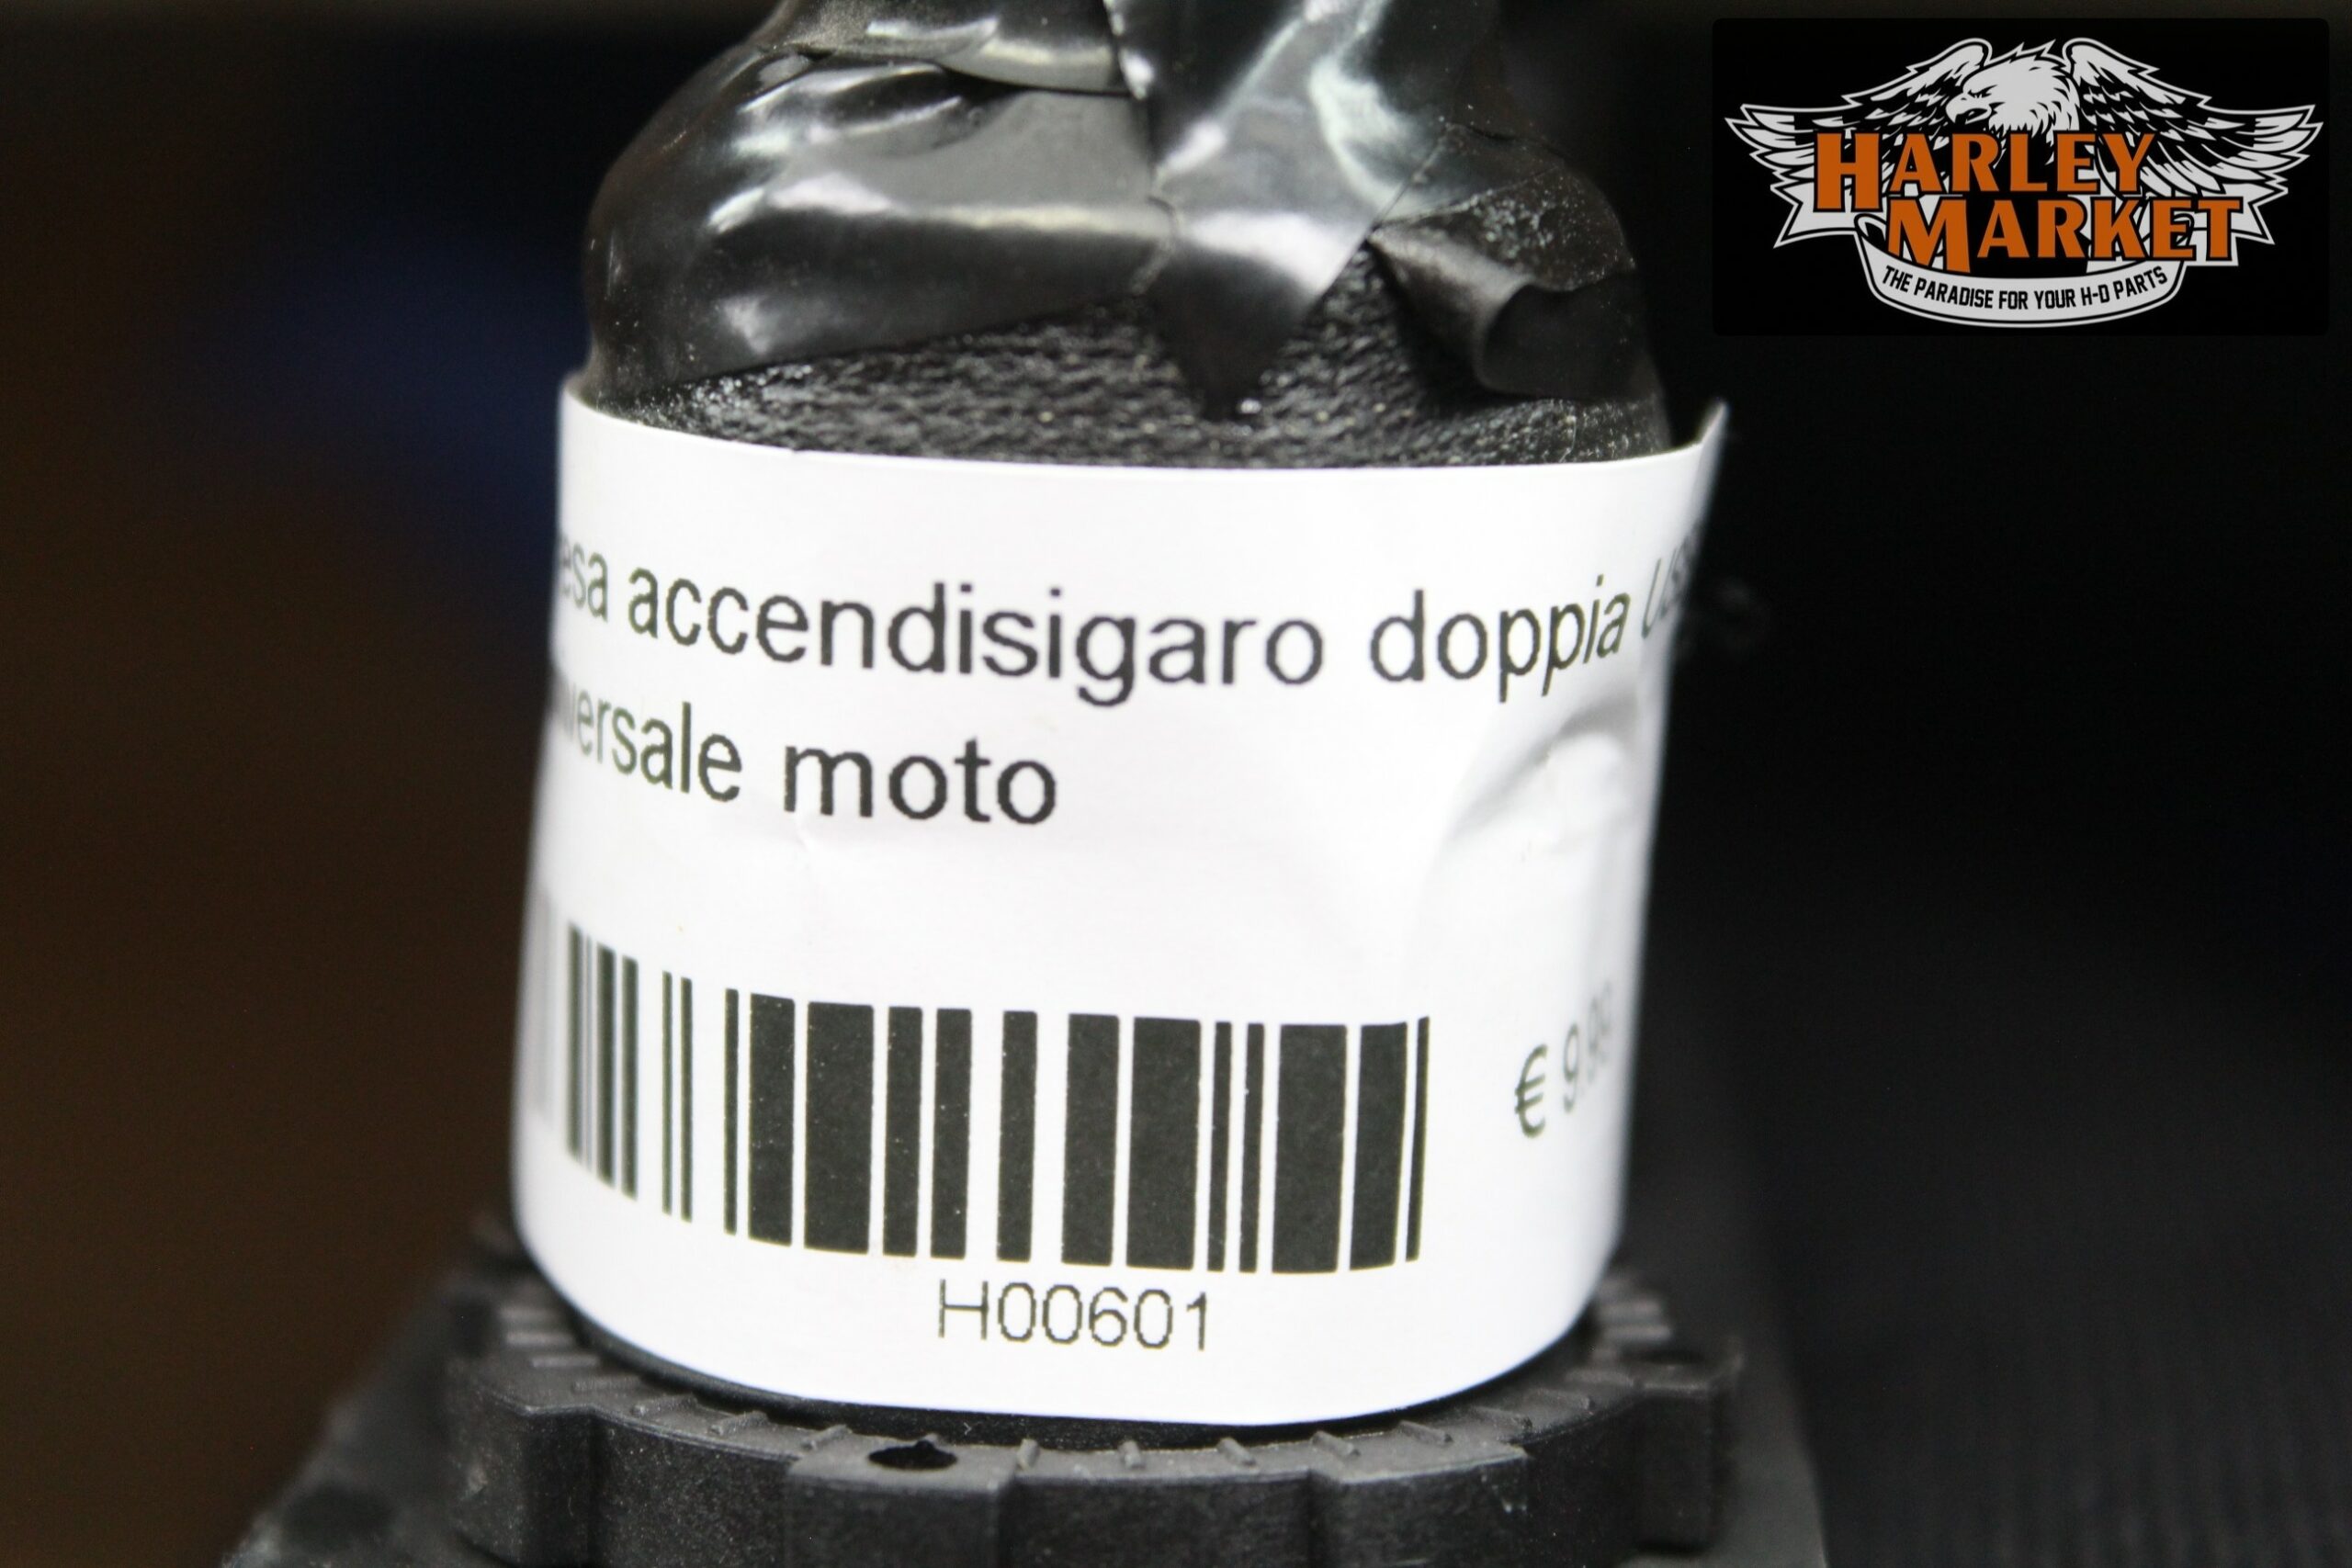 HARLEY
MARKET
THE PARADISE FOR YOUR H-D PARTS
accendisigaro doppia
moto
H00601
€